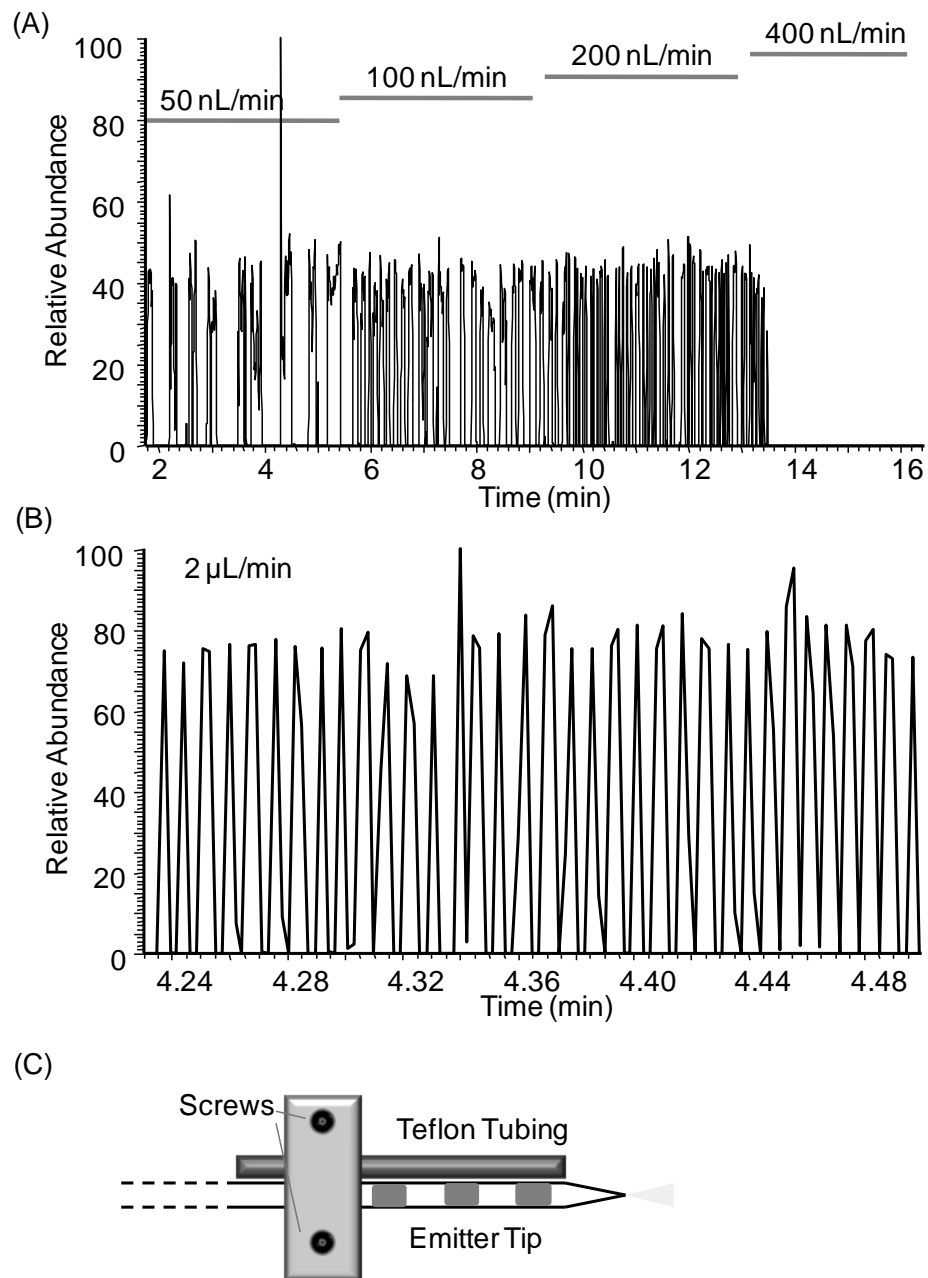 (A)
50 nL/min
100 nL/min
200 nL/min
400 nL/min
Relative Abundance
100
80
60
40
20
0
2 4 6 8 10 12 14 16
Time (min)
(B)
2 µL/min
Relative Abundance
100
80
60
40
20
0
4.24 4.28 4.32 4.36 4.40 4.44 4.48
Time (min)
(C)
Screws
Teflon Tubing
Emitter Tip